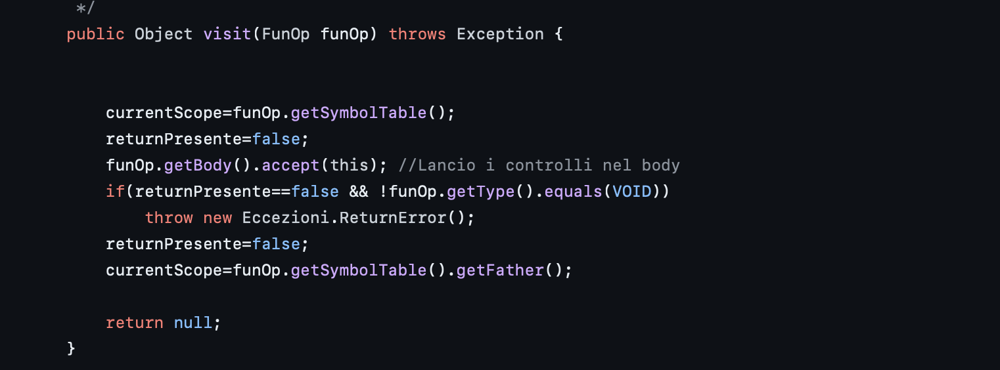 */
public Object visit(FunOp funOp) throws Exception {
currentScope=funOp.getSymbolTable();
returnPresente=false;
funOp.getBody().accept(this); //Lancio i controlli nel body
if(returnPresente==false && !funOp.getType().equals(VOID))
throw new Eccezioni.ReturnError();
returnPresente=false;
currentScope=funOp.getSymbolTable().getFather();
return null;
}